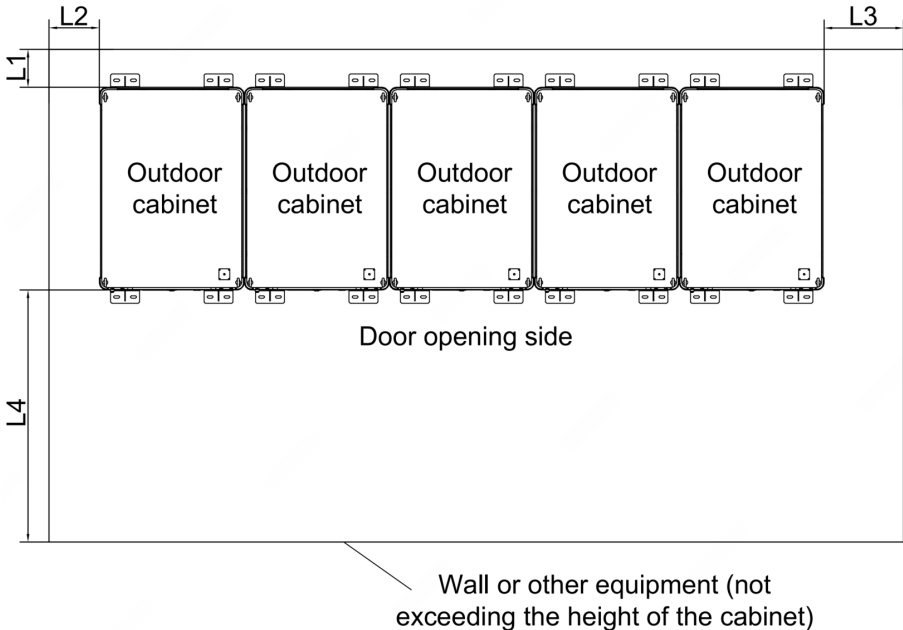 L2
L3
L1
Outdoor
cabinet
Outdoor
cabinet
Outdoor
cabinet
Outdoor
cabinet
Outdoor
cabinet
Door opening side
L4
Wall or other equipment (not
exceeding the height of the cabinet)